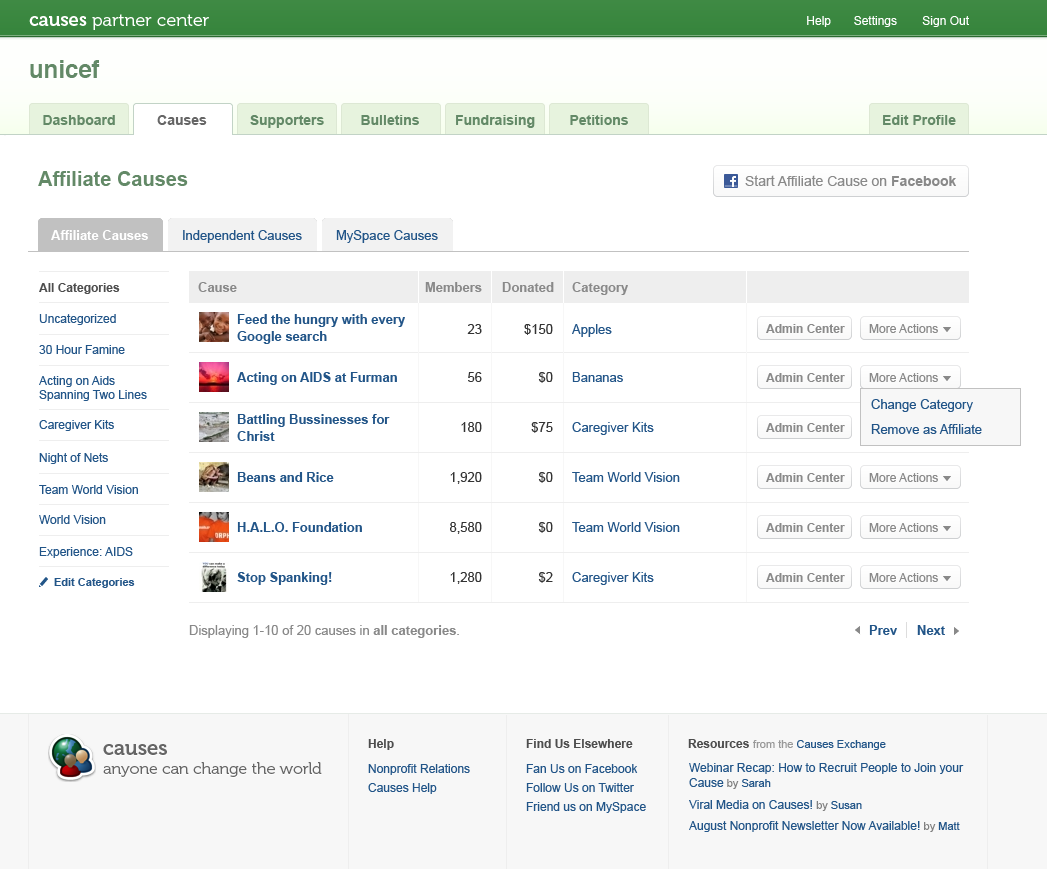 causes partner center
Help Settings Sign Out
unicef
Dashboard Causes Supporters Bulletins Fundraising Petitions Edit Profile
Affiliate Causes
Start Affiliate Cause on Facebook
Affiliate Causes Independent Causes MySpace Causes
All Categories
Uncategorized
30 Hour Famine
Acting on Aids
Spanning Two Lines
Caregiver Kits
Night of Nets
Team World Vision
World Vision
Experience: AIDS
Edit Categories
Cause Members Donated Category
Feed the hungry with every
Google search
23 $150 Apples Admin Center More Actions
Acting on AIDS at Furman 56 $0 Bananas Admin Center More Actions
Change Category
Remove as Affiliate
Battling Bussinesses for
Christ
180 $75 Caregiver Kits Admin Center
Beans and Rice 1,920 $0 Team World Vision Admin Center More Actions
H.A.L.O. Foundation 8,580 $0 Team World Vision Admin Center More Actions
Stop Spanking! 1,280 $2 Caregiver Kits Admin Center More Actions
Displaying 1-10 of 20 causes in all categories.
Prev Next
causes
anyone can change the world
Help
Nonprofit Relations
Causes Help
Find Us Elsewhere
Fan Us on Facebook
Follow Us on Twitter
Friend us on MySpace
Resources from the Causes Exchange
Webinar Recap: How to Recruit People to Join your
Cause by Sarah
Viral Media on Causes! by Susan
August Nonprofit Newsletter Now Available! by Matt